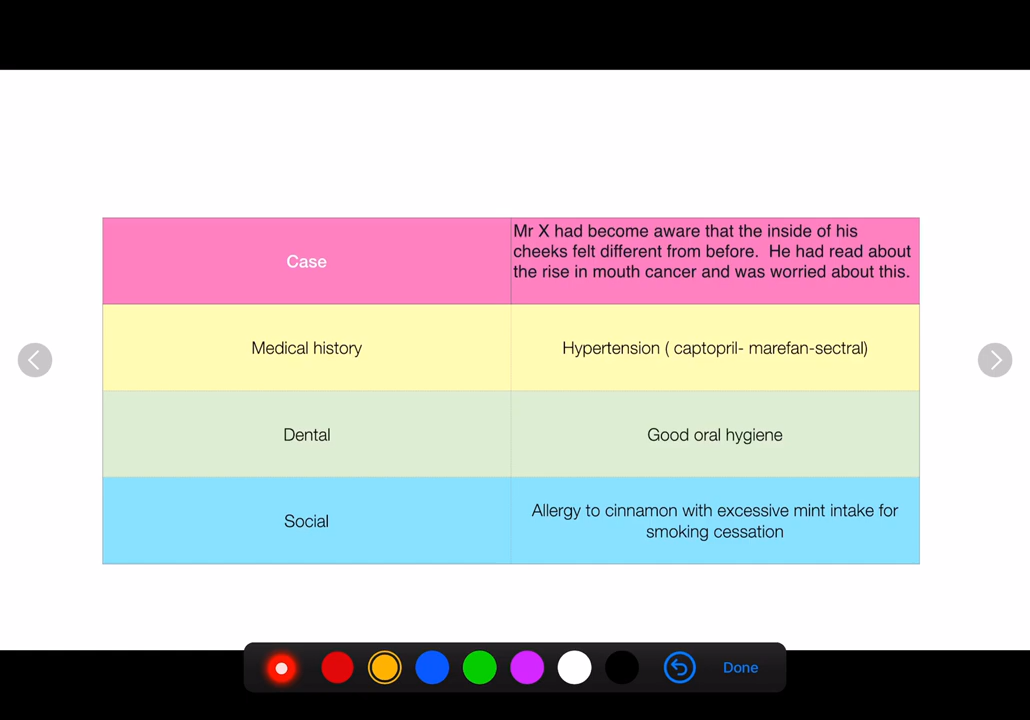 Case
Mr X had become aware that the inside of his
cheeks felt different from before.  He had read about
the rise in mouth cancer and was worried about this.
Medical history
Hypertension ( captopril- marefan-sectral)
Dental
Good oral hygiene
Social
Allergy to cinnamon with excessive mint intake for
smoking cessation
Done